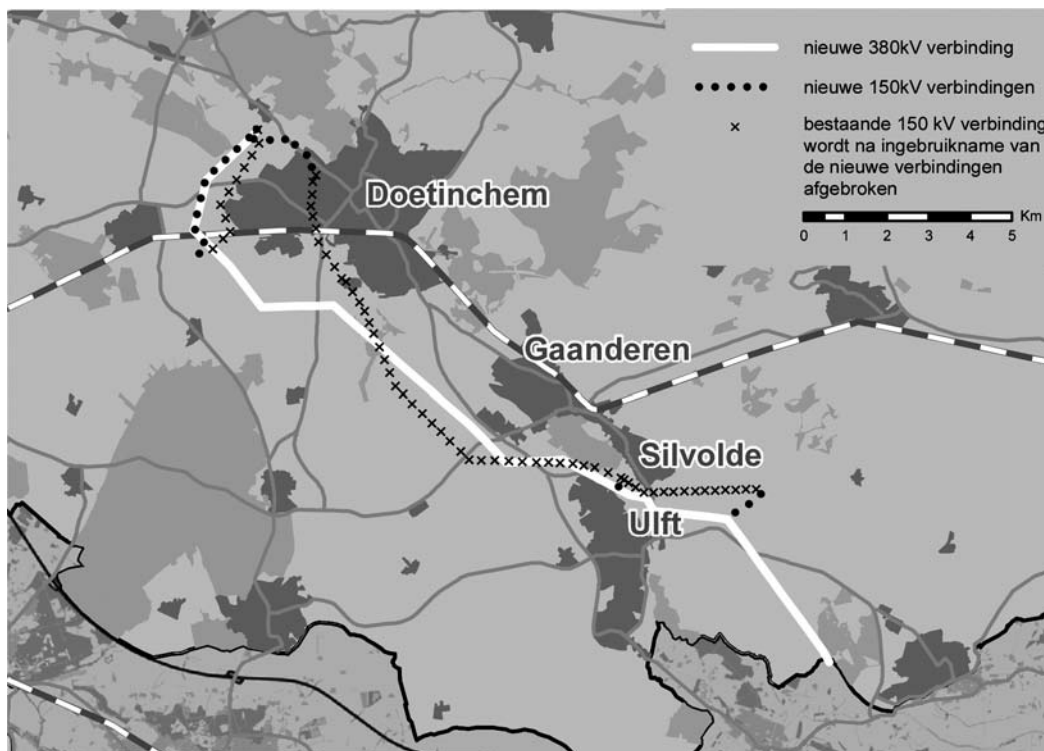 nieuwe 380kV verbinding
nieuwe 150kV verbindingen
bestaande 150 kV verbinding
wordt na ingebruikname van
de nieuwe verbindingen
afgebroken
Km
0 1 2 3 4 5
Doetinchem
Gaanderen
Silvolde
Ulft